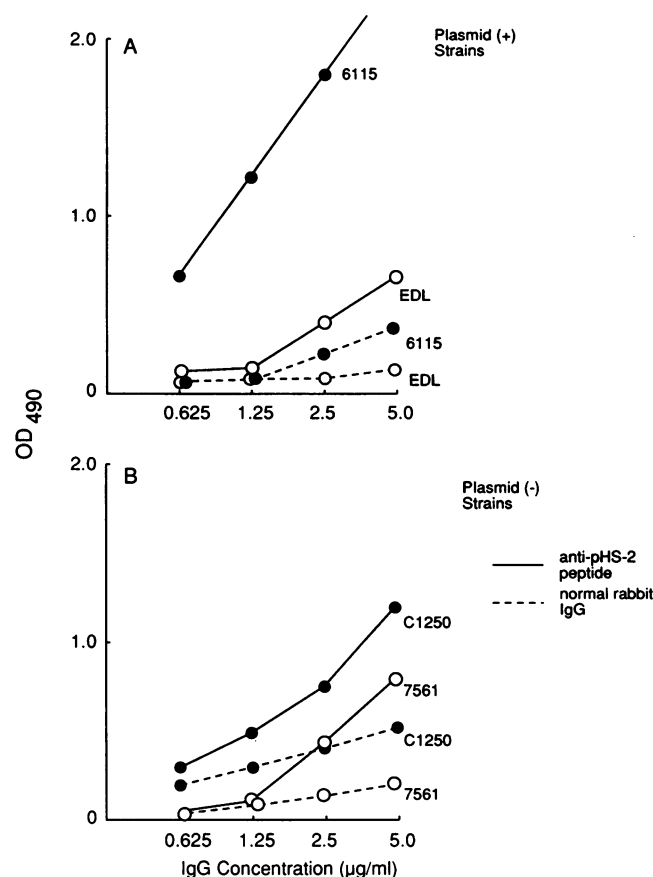 A
Plasmid (+)
Strains
2.0
6115
1.0
EDL
6115
EDL
0
0.625 1.25 2.5 5.0
OD 490
B
Plasmid (-)
Strains
2.0
anti-pHS-2
peptide
normal rabbit
IgG
C1250
1.0
7561
C1250
7561
0
0.625 1.25 2.5 5.0
IgG Concentration (µg/ml)